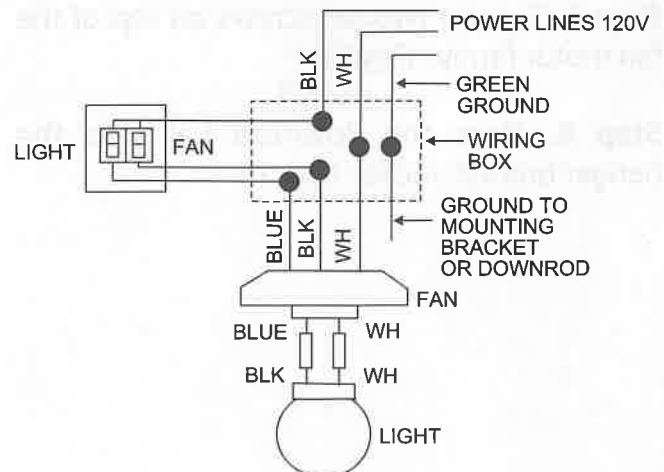 POWER LINES 120V
BLK
WH
GREEN
GROUND
LIGHT
FAN
WIRING
BOX
BLUE
BLK
WH
GROUND TO
MOUNTING
BRACKET
OR DOWNROD
FAN
BLUE
WH
BLK
WH
LIGHT